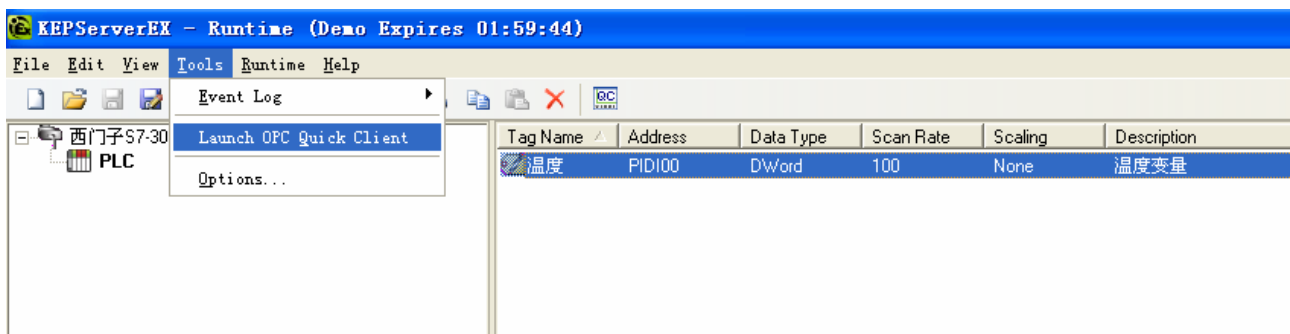 KEPServerEX - Runtime (Demo Expires 01:59:44)
File Edit View Tools Runtime Help
Event Log
QC
西门子S7-30
Launch OPC Quick Client
Tag Name Address Data Type Scan Rate Scaling Description
PLC
温度 PIDI00 DWord 100 None 温度变量
Options...